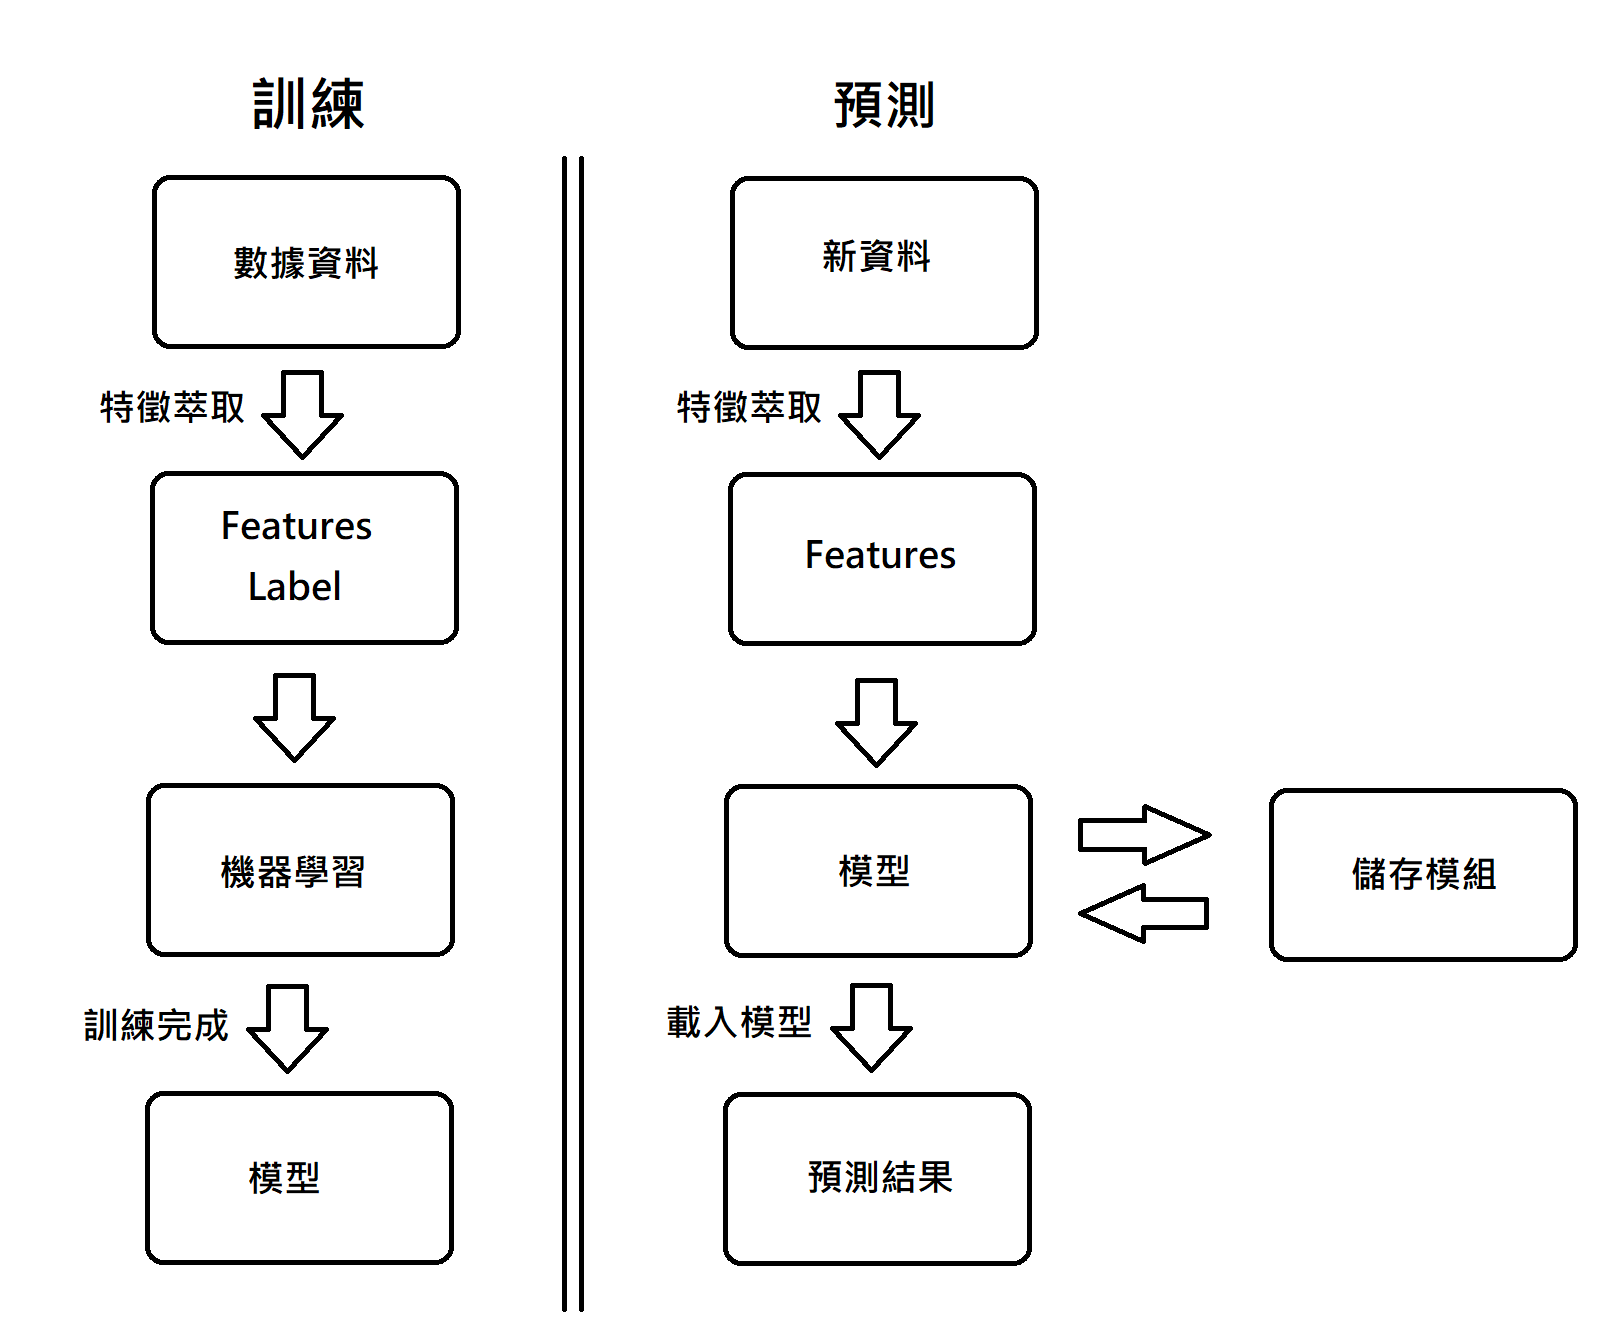 訓練
數據資料
特徵萃取
Features
Label
機器學習
訓練完成
模型
預測
新資料
特徵萃取
Features
模型
儲存模組
載入模型
預測結果